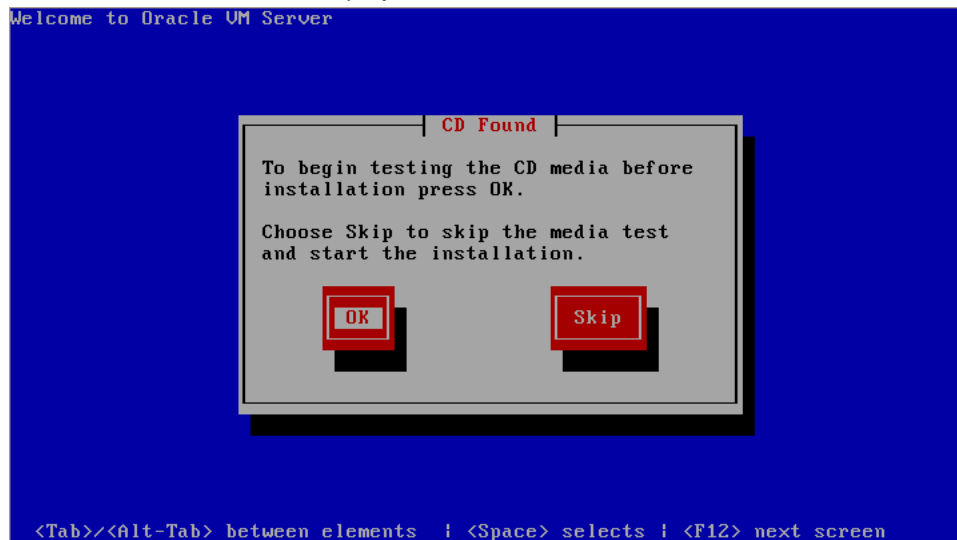 Welcome to Oracle VM Server
CD Found
To begin testing the CD media before
installation press OK.
Choose Skip to skip the media test
and start the installation.
OK
Skip
<Tab>/<Alt-Tab> between elements | <Space> selects | <F12> next screen